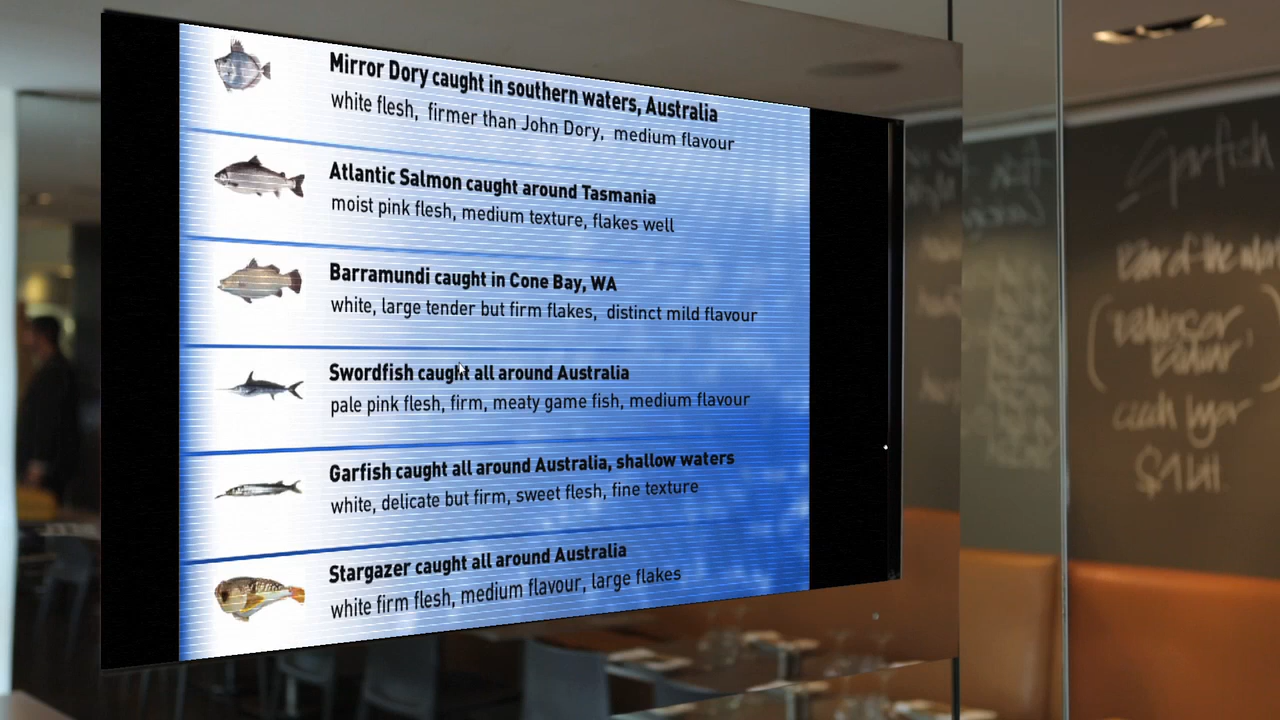 Mirror Dory caught in southern waters, Australia
white flesh, firmer than John Dory, medium flavour
Atlantic Salmon caught around Tasmania
moist pink flesh, medium texture, flakes well
Barramundi caught in Cone Bay, WA
white, large tender but firm flakes, distinct mild flavour
Swordfish caught all around Australia
pale pink flesh, firm, meaty game fish, medium flavour
Garfish caught all around Australia, shallow waters
white, delicate but firm, sweet flesh, fine texture
Stargazer caught all around Australia
white firm flesh, medium flavour, large flakes
Garfish
of the